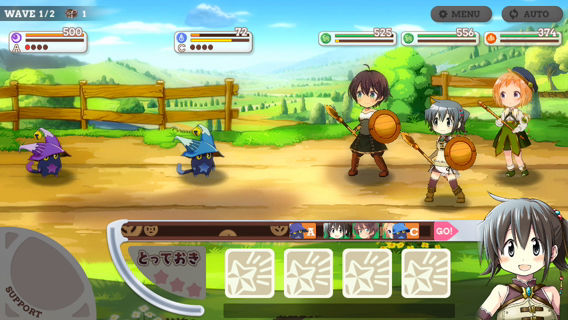 WAVE 1/2 1
MENU
AUTO
500
A
72
C
525
556
374
A
C
GO!
とっておき
SUPPORT